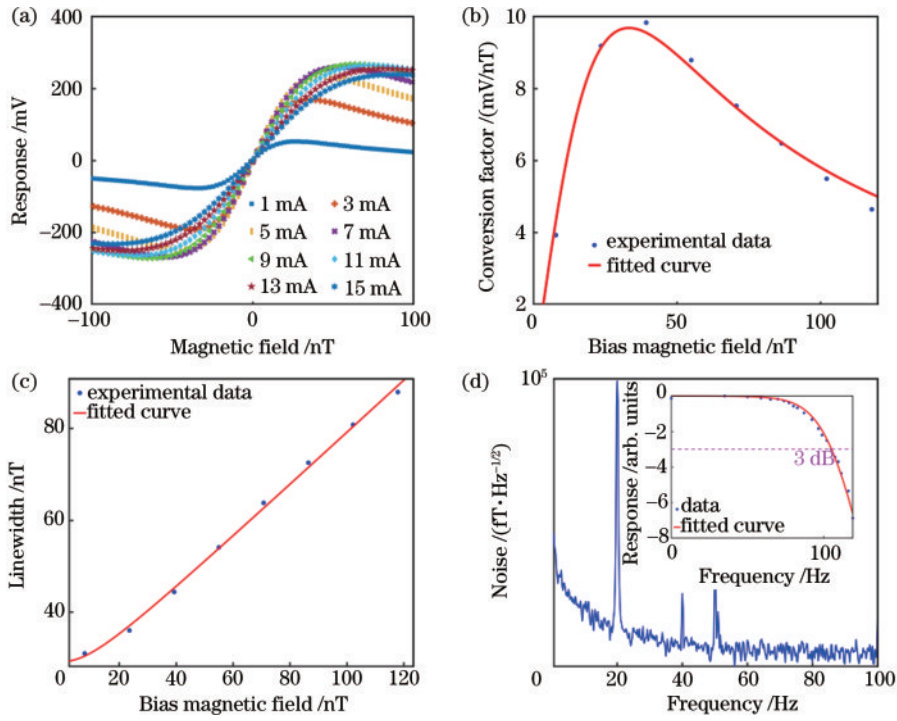 (a)
400
200
0
−200
−400
−100
0
100
Response /mV
Magnetic field /nT
1 mA
3 mA
5 mA
7 mA
9 mA
11 mA
13 mA
15 mA
(b)
10
8
6
4
2
0
50
100
Conversion factor /(mV/nT)
Bias magnetic field /nT
experimental data
fitted curve
(c)
80
60
40
0
20
40
60
80
100
120
Linewidth /nT
Bias magnetic field /nT
experimental data
fitted curve
(d)
10⁵
0
20
40
60
80
100
Noise /(fT·Hz⁻¹ᐟ²)
Frequency /Hz
0
−2
−4
−6
−8
0
100
Response /arb. units
Frequency /Hz
3 dB
data
fitted curve